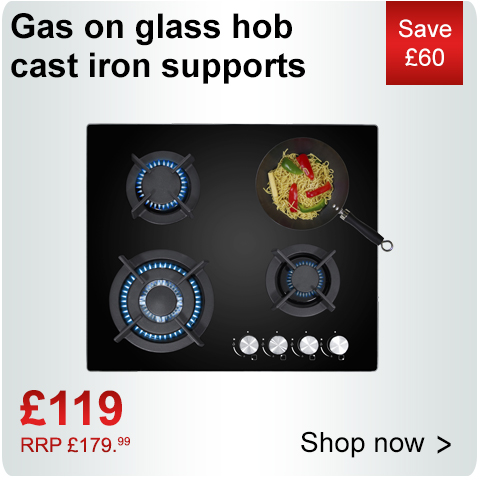 Gas on glass hob
cast iron supports
Save
£60
£119
RRP £179.99
Shop now >